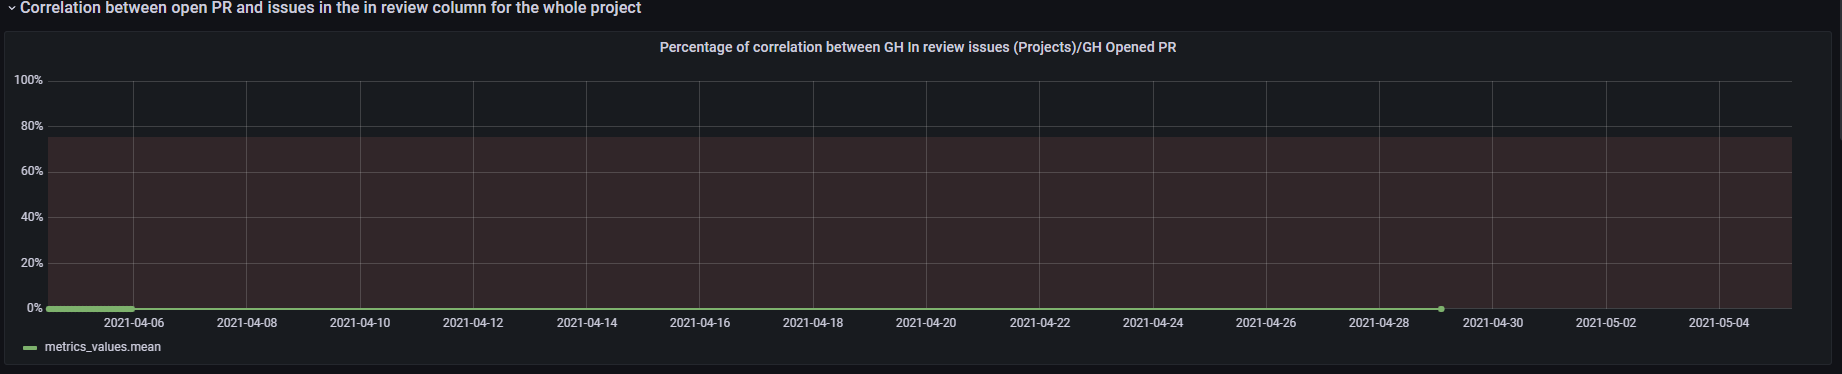 Correlation between open PR and issues in the in review column for the whole project
Percentage of correlation between GH In review issues (Projects)/GH Opened PR
100%
80%
60%
40%
20%
0%
2021-04-06 2021-04-08 2021-04-10 2021-04-12 2021-04-14 2021-04-16 2021-04-18 2021-04-20 2021-04-22 2021-04-24 2021-04-26 2021-04-28 2021-04-30 2021-05-02 2021-05-04
metrics_values.mean